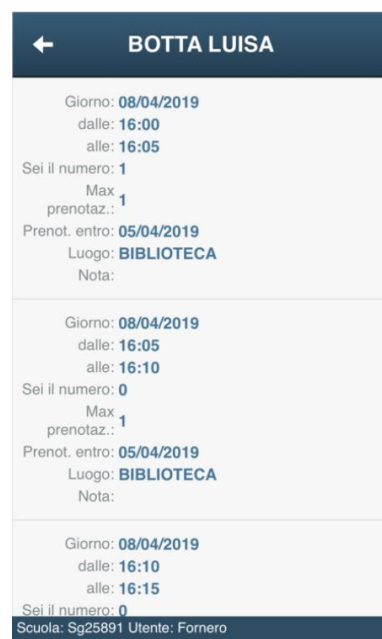 BOTTA LUISA
Giorno: 08/04/2019
dalle: 16:00
alle: 16:05
Sei il numero: 1
Max
prenotaz.: 1
Prenot. entro: 05/04/2019
Luogo: BIBLIOTECA
Nota:
Giorno: 08/04/2019
dalle: 16:05
alle: 16:10
Sei il numero: 0
Max
prenotaz.: 1
Prenot. entro: 05/04/2019
Luogo: BIBLIOTECA
Nota:
Giorno: 08/04/2019
dalle: 16:10
alle: 16:15
Sei il numero: 0
Scuola: Sg25891 Utente: Fornero